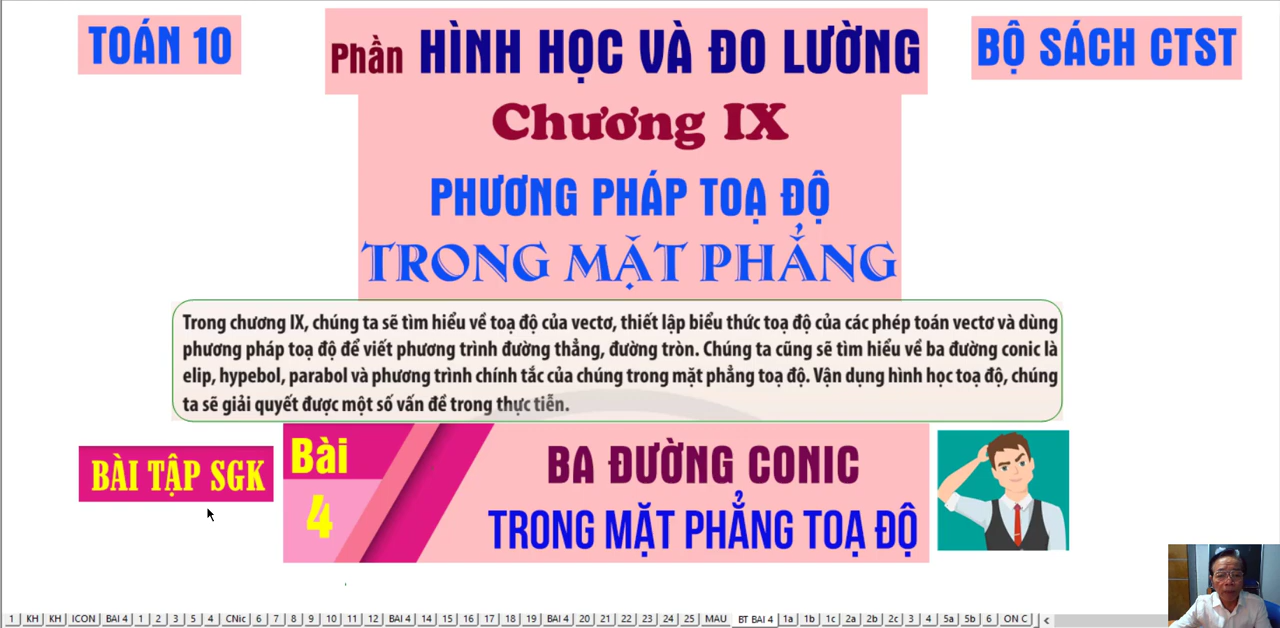 TOÁN 10
Phần HÌNH HỌC VÀ ĐO LƯỜNG
BỘ SÁCH CTST
Chương IX
PHƯƠNG PHÁP TOẠ ĐỘ
TRONG MẶT PHẲNG
Trong chương IX, chúng ta sẽ tìm hiểu về toạ độ của vectơ, thiết lập biểu thức toạ độ của các phép toán vectơ và dùng
phương pháp toạ độ để viết phương trình đường thẳng, đường tròn. Chúng ta cũng sẽ tìm hiểu về ba đường conic là
elip, hypebol, parabol và phương trình chính tắc của chúng trong mặt phẳng toạ độ. Vận dụng hình học toạ độ, chúng
ta sẽ giải quyết được một số vấn đề trong thực tiễn.
BÀI TẬP SGK
Bài
4
BA ĐƯỜNG CONIC
TRONG MẶT PHẲNG TOẠ ĐỘ
1 KH KH ICON BAI 4 1 2 3 5 4 CNic 6 7 8 9 10 11 12 BAI 4 14 15 16 17 18 19 BAI 4 20 21 22 23 24 25 MAU BT BAI 4 1a 1b 1c 2a 2b 2c 3 4 5a 5b 6 ON C